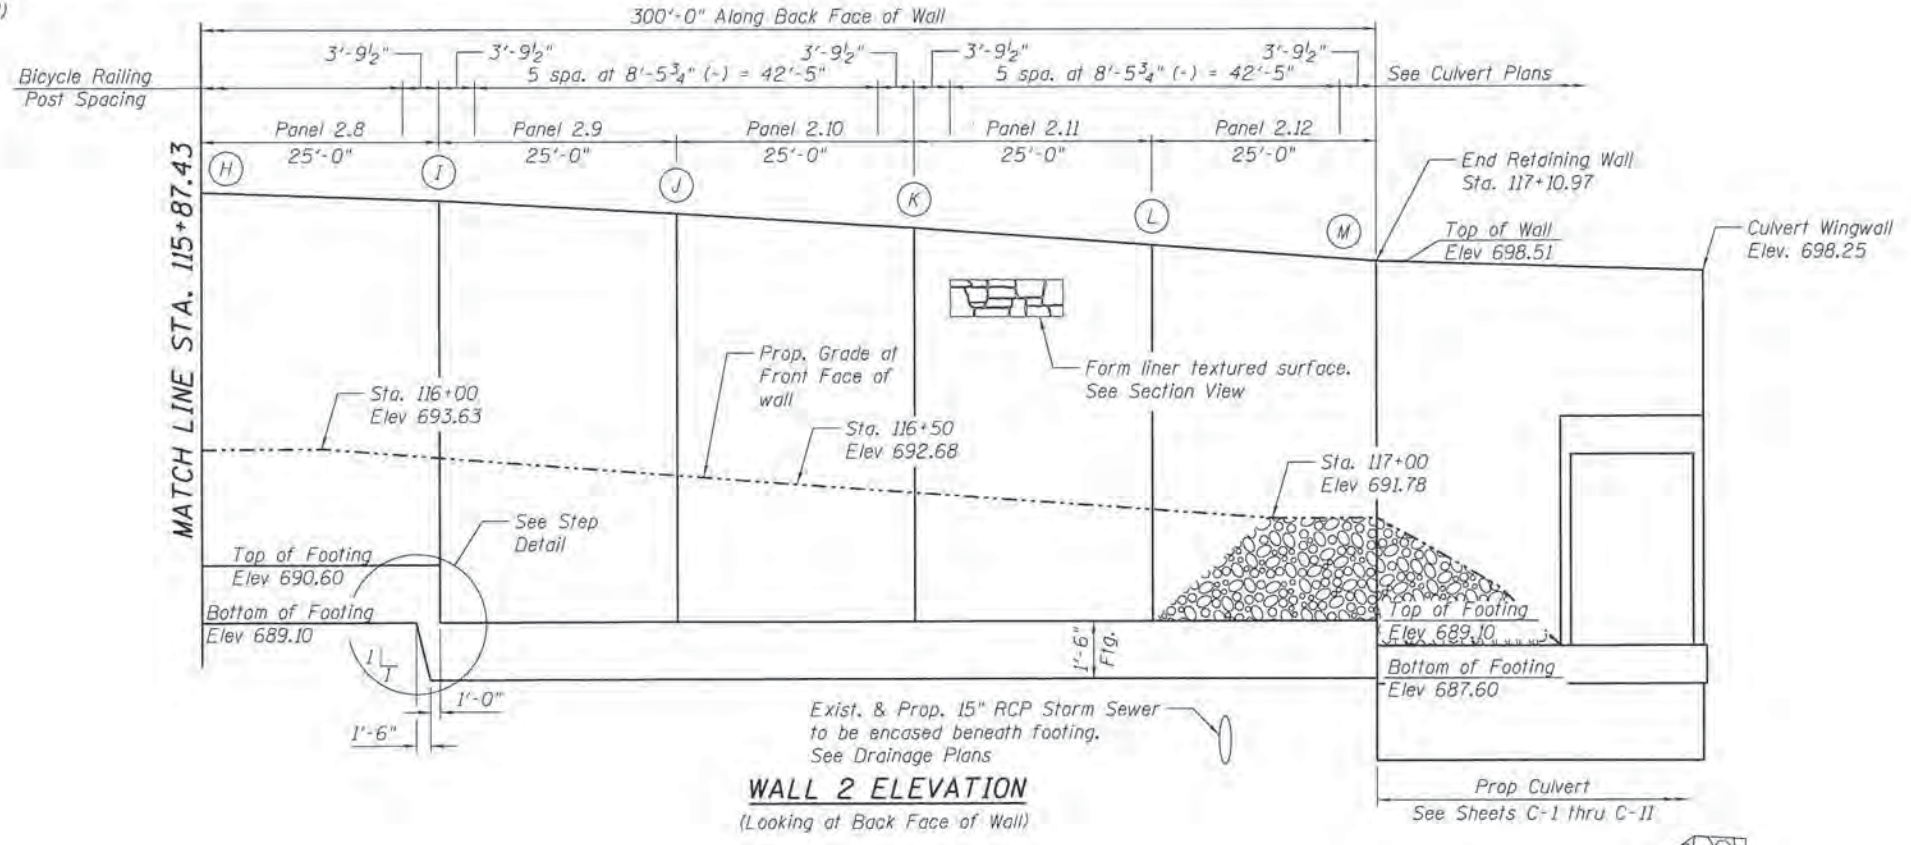 300'-0" Along Back Face of Wall
3'-9½"
3'-9½"
3'-9½"
3'-9½"
3'-9½"
5 spa. at 8'-5¾" (-) = 42'-5"
5 spa. at 8'-5¾" (-) = 42'-5"
See Culvert Plans
Bicycle Railing
Post Spacing
Panel 2.8
25'-0"
Panel 2.9
25'-0"
Panel 2.10
25'-0"
Panel 2.11
25'-0"
Panel 2.12
25'-0"
H
I
J
K
L
M
End Retaining Wall
Sta. 117+10.97
Top of Wall
Elev 698.51
Culvert Wingwall
Elev. 698.25
MATCH LINE STA. 115+87.43
Form liner textured surface.
See Section View
Prop. Grade at
Front Face of
wall
Sta. 116+00
Elev 693.63
Sta. 116+50
Elev 692.68
Sta. 117+00
Elev 691.78
See Step
Detail
Top of Footing
Elev 690.60
Bottom of Footing
Elev 689.10
1
1
1'-0"
1'-6"
1'-6"
Ftg.
Top of Footing
Elev 689.10
Bottom of Footing
Elev 687.60
Exist. & Prop. 15" RCP Storm Sewer
to be encased beneath footing.
See Drainage Plans
WALL 2 ELEVATION
(Looking at Back Face of Wall)
Prop Culvert
See Sheets C-1 thru C-11